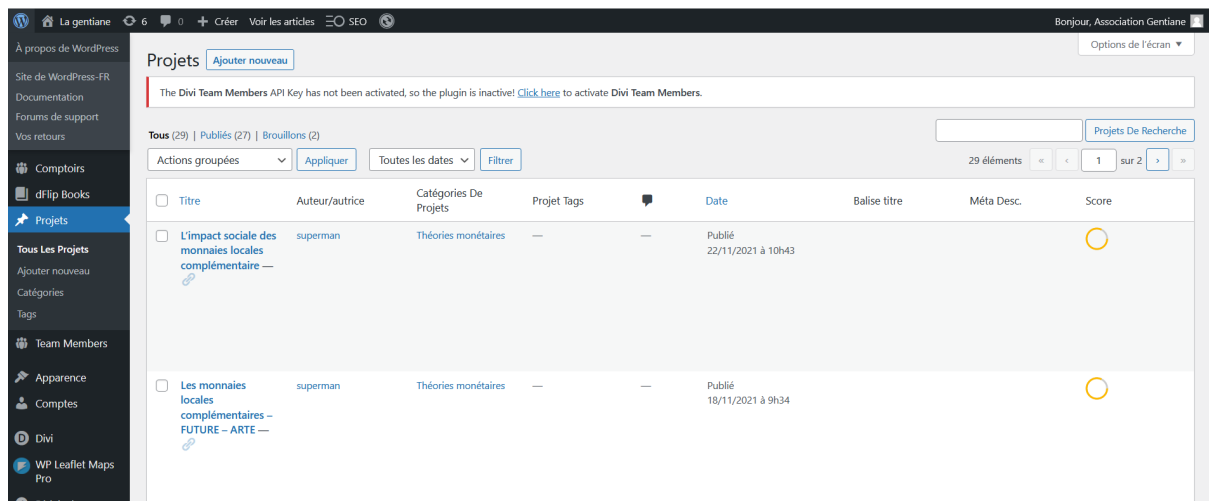 La gentiane 6 0 + Créer Voir les articles SEO Bonjour, Association Gentiane
À propos de WordPress
Site de WordPress-FR
Documentation
Forums de support
Vos retours
Comptoirs
dFlip Books
Projets
Tous Les Projets
Ajouter nouveau
Catégories
Tags
Team Members
Apparence
Comptes
Divi
WP Leaflet Maps
Pro
Options de l'écran ▼
Projets Ajouter nouveau
The Divi Team Members API Key has not been activated, so the plugin is inactive! Click here to activate Divi Team Members.
Tous (29) | Publiés (27) | Brouillons (2)
Projets De Recherche
Actions groupées Appliquer Toutes les dates Filtrer 29 éléments « ‹ 1 sur 2 › »
Titre Auteur/autrice Catégories De Projets Projet Tags Date Balise titre Méta Desc. Score
L'impact sociale des superman Théories monétaires — — Publié
monnaies locales 22/11/2021 à 10h43
complémentaire —
Les monnaies superman Théories monétaires — — Publié
locales 18/11/2021 à 9h34
complémentaires –
FUTURE – ARTE —